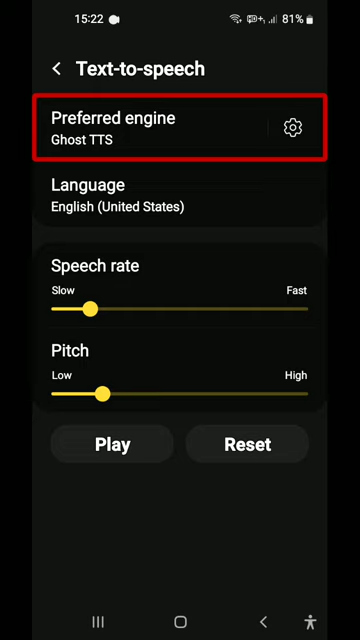 15:22 81%
Text-to-speech
Preferred engine
Ghost TTS
Language
English (United States)
Speech rate
Slow Fast
Pitch
Low High
Play Reset